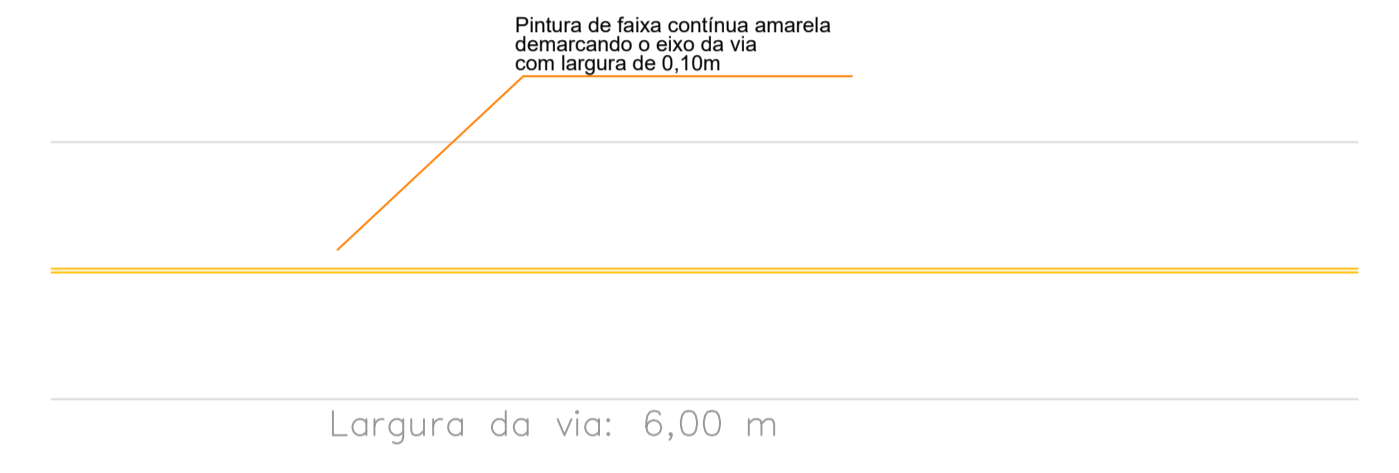 Pintura de faixa contínua amarela
demarcando o eixo da via
com largura de 0,10m
Largura da via: 6,00 m